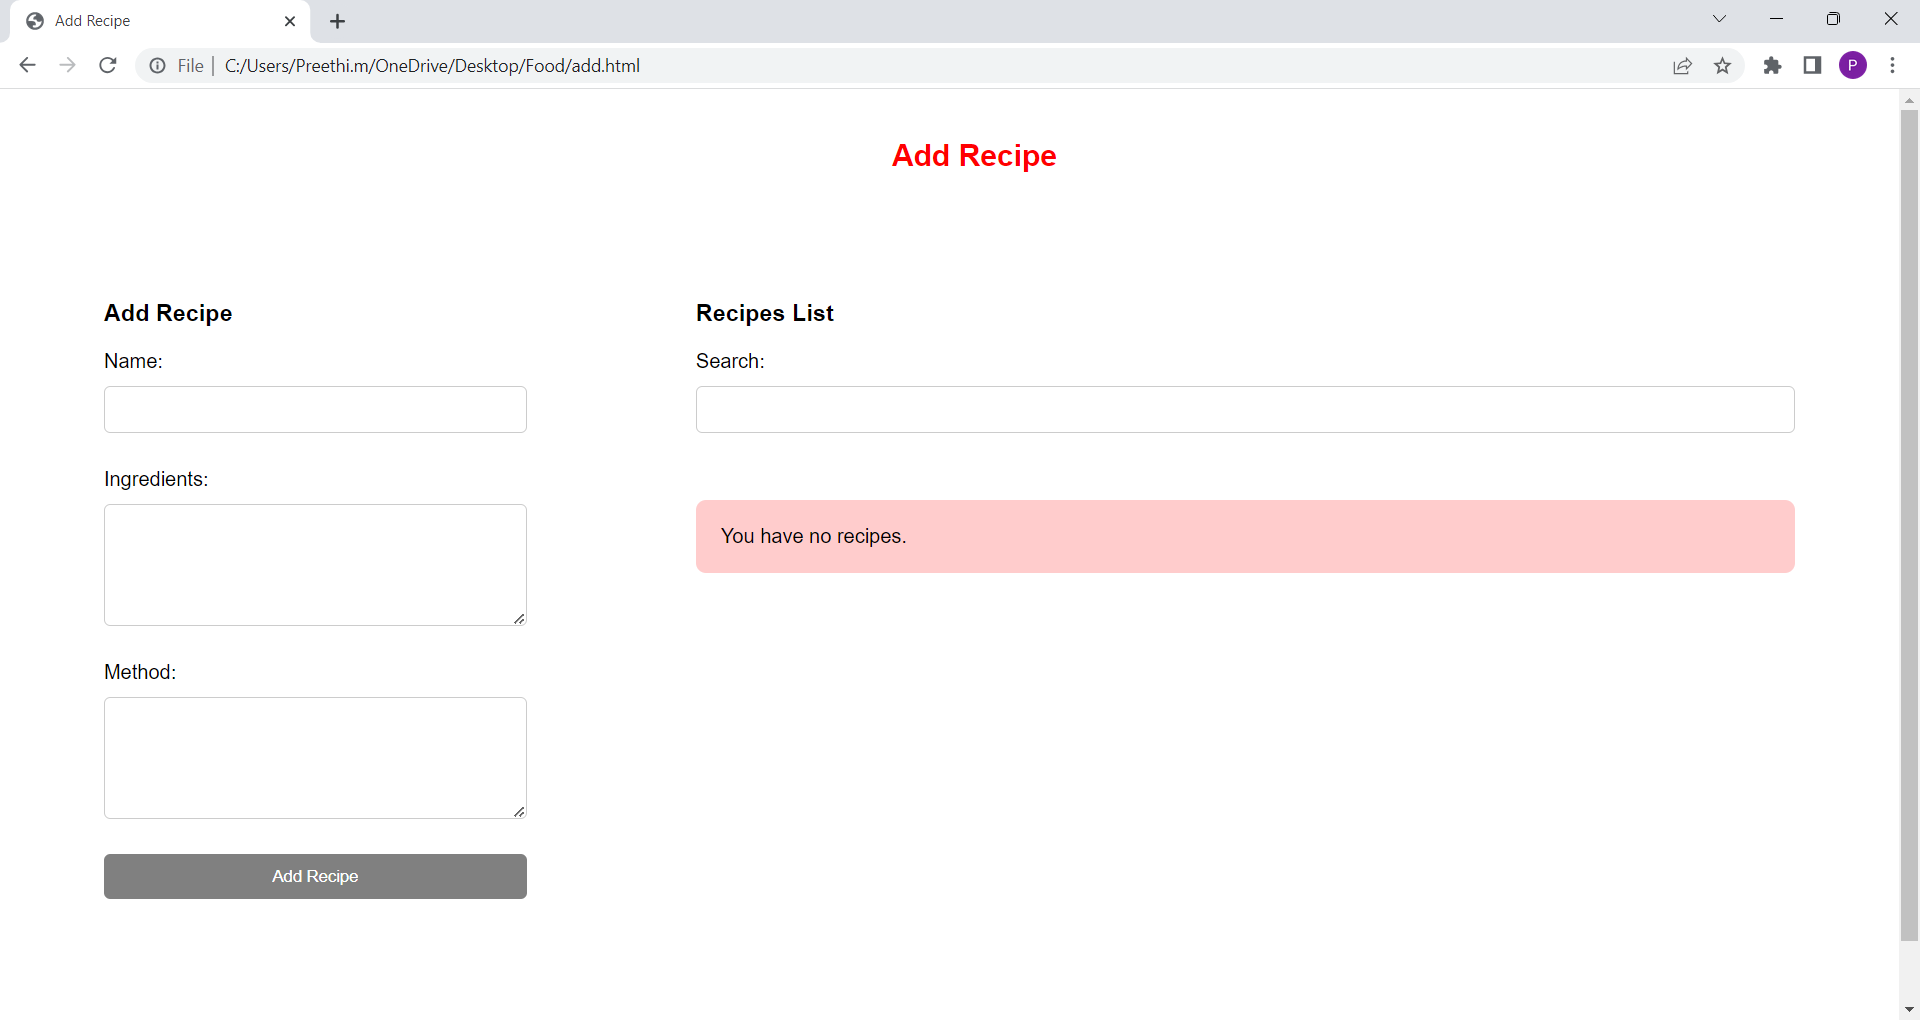 Add Recipe
File C:/Users/Preethi.m/OneDrive/Desktop/Food/add.html
P
Add Recipe
Add Recipe
Name:
Ingredients:
Method:
Add Recipe
Recipes List
Search:
You have no recipes.